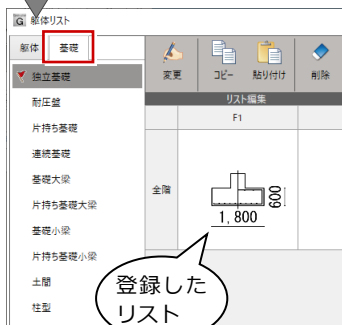 G 躯体リスト
躯体 基礎
変更 コピー 貼り付け 削除
リスト編集
独立基礎
耐圧盤
片持ち基礎
連続基礎
基礎大梁
片持ち基礎大梁
基礎小梁
片持ち基礎小梁
土間
柱型
F1
全階
600
1,800
登録した
リスト